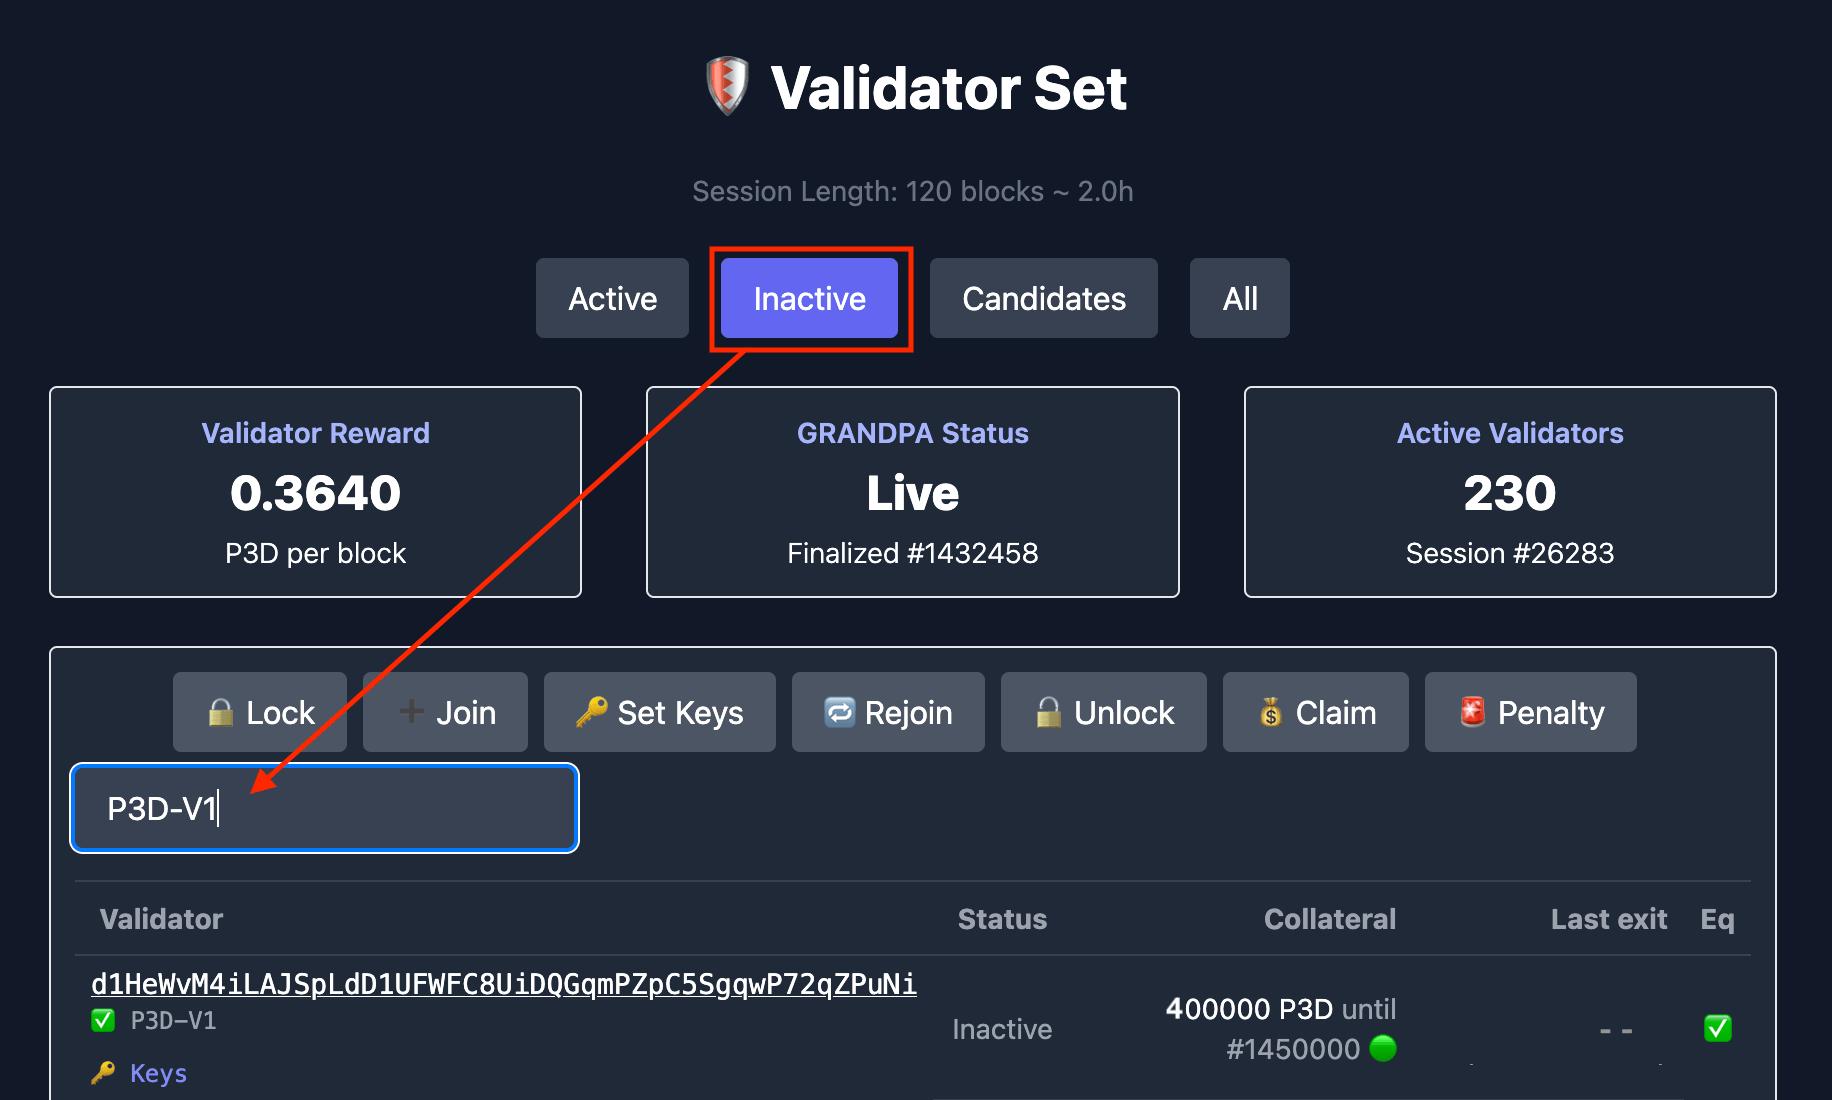 Validator Set
Session Length: 120 blocks ~ 2.0h
Active Inactive Candidates All
Validator Reward
0.3640
P3D per block
GRANDPA Status
Live
Finalized #1432458
Active Validators
230
Session #26283
Lock Join Set Keys Rejoin Unlock Claim Penalty
P3D-V1
Validator Status Collateral Last exit Eq
d1HeWvM4iLAJSpLdD1UFWFC8UiDQGqmPZpC5SgqwP72qZPuNi
P3D-V1
Keys
Inactive
400000 P3D until
#1450000
--